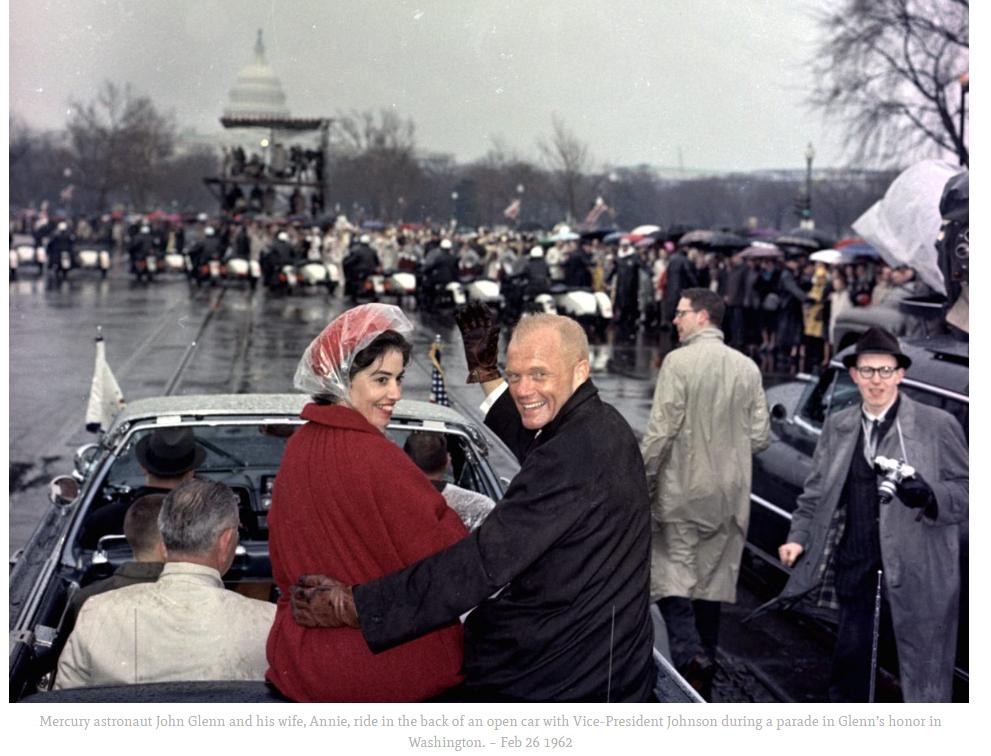 Mercury astronaut John Glenn and his wife, Annie, ride in the back of an open car with Vice-President Johnson during a parade in Glenn's honor in
Washington. – Feb 26 1962